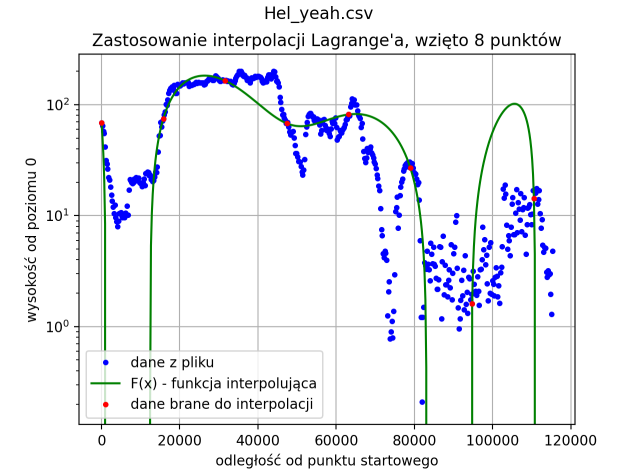 Hel_yeah.csv
Zastosowanie interpolacji Lagrange'a, wzięto 8 punktów
wysokość od poziomu 0
10²
10¹
10⁰
dane z pliku
F(x) - funkcja interpolująca
dane brane do interpolacji
0 20000 40000 60000 80000 100000 120000
odległość od punktu startowego